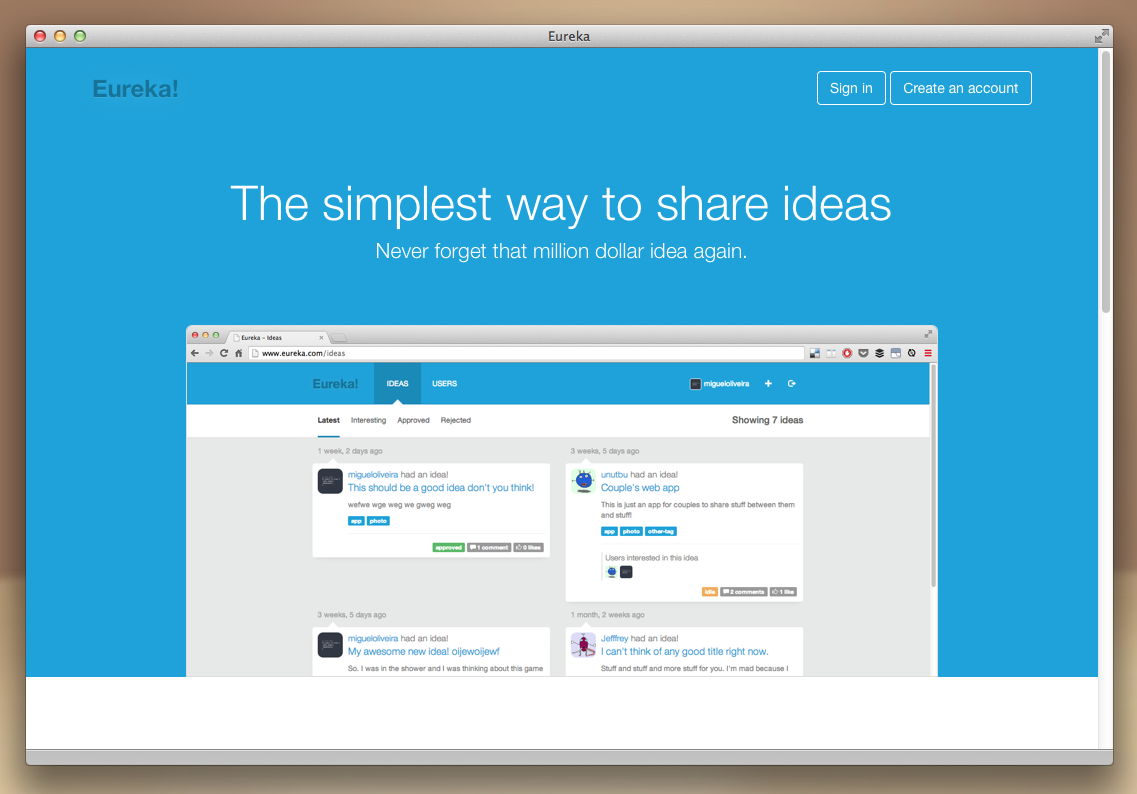 Eureka
Eureka!
Sign in
Create an account
The simplest way to share ideas
Never forget that million dollar idea again.
Eureka – Ideas
www.eureka.com/ideas
Eureka!
IDEAS
USERS
migueloliveira
Latest
Interesting
Approved
Rejected
Showing 7 ideas
1 week, 2 days ago
migueloliveira had an idea!
This should be a good idea don't you think!
wefwe wge weg we gweg weg
app photo
approved 1 comment 0 likes
3 weeks, 5 days ago
unutbu had an idea!
Couple's web app
This is just an app for couples to share stuff between them
and stuff!
app photo other-tag
Users interested in this idea
idle 2 comments 1 like
3 weeks, 5 days ago
migueloliveira had an idea!
My awesome new idea! oijewoijewf
So. I was in the shower and I was thinking about this game
1 month, 2 weeks ago
Jeffrey had an idea!
I can't think of any good title right now.
Stuff and stuff and more stuff for you. I'm mad because I